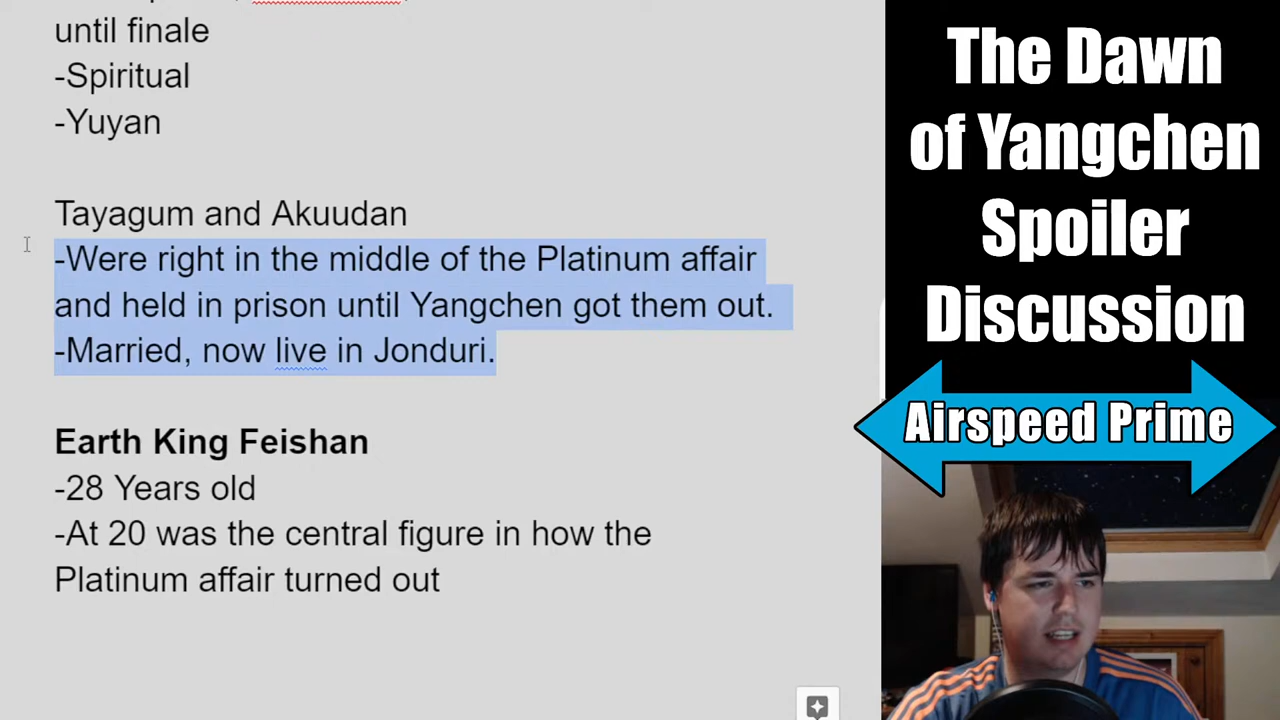 until finale
-Spiritual
-Yuyan
Tayagum and Akuudan
-Were right in the middle of the Platinum affair
and held in prison until Yangchen got them out.
-Married, now live in Jonduri.
Earth King Feishan
-28 Years old
-At 20 was the central figure in how the
Platinum affair turned out
The Dawn
of Yangchen
Spoiler
Discussion
Airspeed Prime